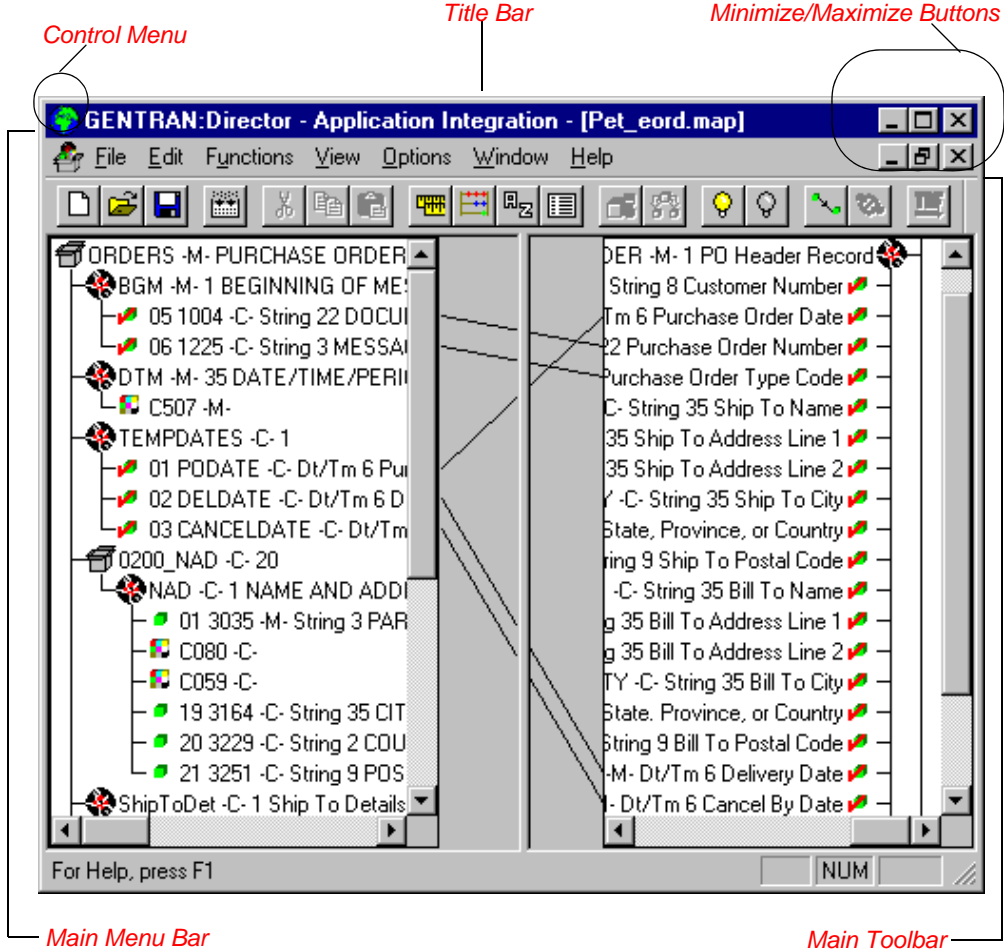 Title Bar
Minimize/Maximize Buttons
Control Menu
GENTRAN:Director - Application Integration - [Pet_eord.map]
File Edit Functions View Options Window Help
ORDERS -M- PURCHASE ORDER
BGM -M- 1 BEGINNING OF MES
05 1004 -C- String 22 DOCUI
06 1225 -C- String 3 MESSA
DTM -M- 35 DATE/TIME/PERI
C507 -M-
TEMPDATES -C- 1
01 PODATE -C- Dt/Tm 6 Pur
02 DELDATE -C- Dt/Tm 6 D
03 CANCELDATE -C- Dt/Tm
0200_NAD -C- 20
NAD -C- 1 NAME AND ADDI
01 3035 -M- String 3 PAR
C080 -C-
C059 -C-
19 3164 -C- String 35 CIT
20 3229 -C- String 2 COU
21 3251 -C- String 9 POS
ShipToDet -C- 1 Ship To Details
DER -M- 1 PO Header Record
String 8 Customer Number
Tm 6 Purchase Order Date
22 Purchase Order Number
Purchase Order Type Code
C- String 35 Ship To Name
35 Ship To Address Line 1
35 Ship To Address Line 2
Y -C- String 35 Ship To City
State, Province, or Country
ring 9 Ship To Postal Code
-C- String 35 Bill To Name
g 35 Bill To Address Line 1
g 35 Bill To Address Line 2
TY -C- String 35 Bill To City
State. Province, or Country
String 9 Bill To Postal Code
-M- Dt/Tm 6 Delivery Date
- Dt/Tm 6 Cancel By Date
For Help, press F1
NUM
Main Menu Bar
Main Toolbar